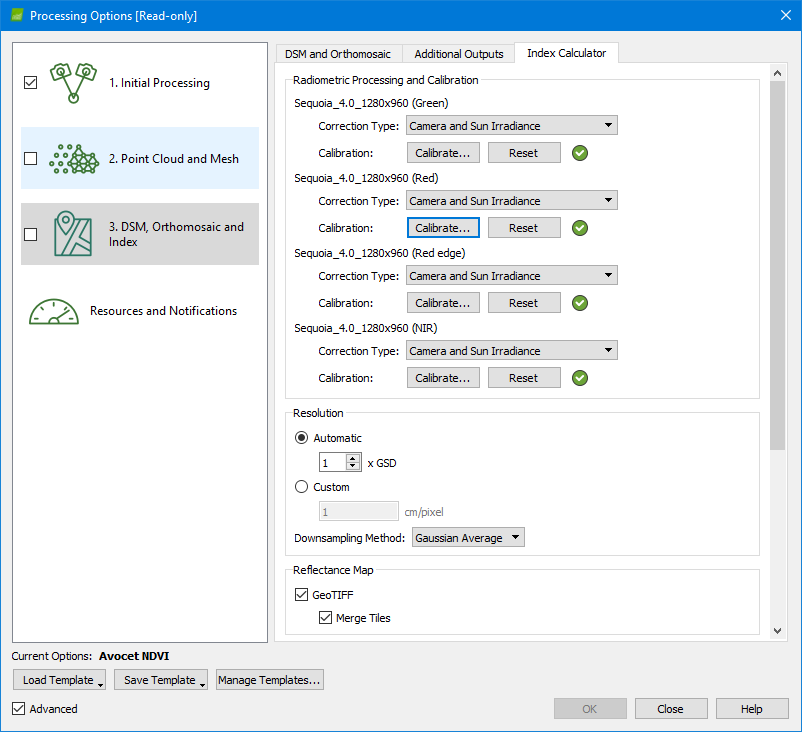 Processing Options [Read-only]
1. Initial Processing
2. Point Cloud and Mesh
3. DSM, Orthomosaic and
Index
Resources and Notifications
DSM and Orthomosaic
Additional Outputs
Index Calculator
Radiometric Processing and Calibration
Sequoia_4.0_1280x960 (Green)
Correction Type: Camera and Sun Irradiance
Calibration: Calibrate... Reset
Sequoia_4.0_1280x960 (Red)
Correction Type: Camera and Sun Irradiance
Calibration: Calibrate... Reset
Sequoia_4.0_1280x960 (Red edge)
Correction Type: Camera and Sun Irradiance
Calibration: Calibrate... Reset
Sequoia_4.0_1280x960 (NIR)
Correction Type: Camera and Sun Irradiance
Calibration: Calibrate... Reset
Resolution
Automatic
1 x GSD
Custom
1 cm/pixel
Downsampling Method: Gaussian Average
Reflectance Map
GeoTIFF
Merge Tiles
Current Options: Avocet NDVI
Load Template Save Template Manage Templates...
Advanced
OK Close Help